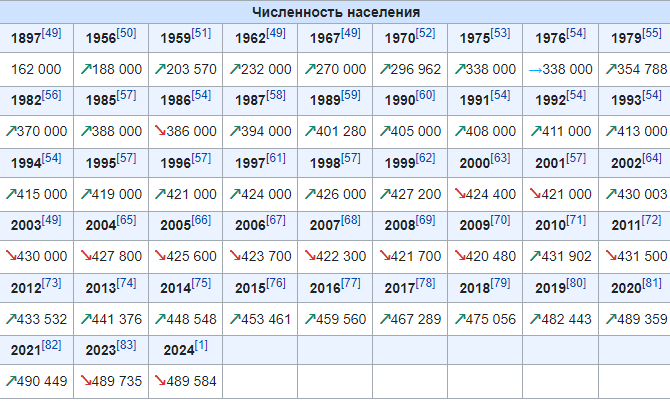 Численность населения
1897[49] 1956[50] 1959[51] 1962[49] 1967[49] 1970[52] 1975[53] 1976[54] 1979[55]
162 000 ↗188 000 ↗203 570 ↗232 000 ↗270 000 ↗296 962 ↗338 000 →338 000 ↗354 788
1982[56] 1985[57] 1986[54] 1987[58] 1989[59] 1990[60] 1991[54] 1992[54] 1993[54]
↗370 000 ↗388 000 ↘386 000 ↗394 000 ↗401 280 ↗405 000 ↗408 000 ↗411 000 ↗413 000
1994[54] 1995[57] 1996[57] 1997[61] 1998[57] 1999[62] 2000[63] 2001[57] 2002[64]
↗415 000 ↗419 000 ↗421 000 ↗424 000 ↗426 000 ↗427 200 ↘424 400 ↘421 000 ↗430 003
2003[49] 2004[65] 2005[66] 2006[67] 2007[68] 2008[69] 2009[70] 2010[71] 2011[72]
↘430 000 ↘427 800 ↘425 600 ↘423 700 ↘422 300 ↘421 700 ↘420 480 ↗431 902 ↘431 500
2012[73] 2013[74] 2014[75] 2015[76] 2016[77] 2017[78] 2018[79] 2019[80] 2020[81]
↗433 532 ↗441 376 ↗448 548 ↗453 461 ↗459 560 ↗467 289 ↗475 056 ↗482 443 ↗489 359
2021[82] 2023[83] 2024[1]
↗490 449 ↘489 735 ↘489 584